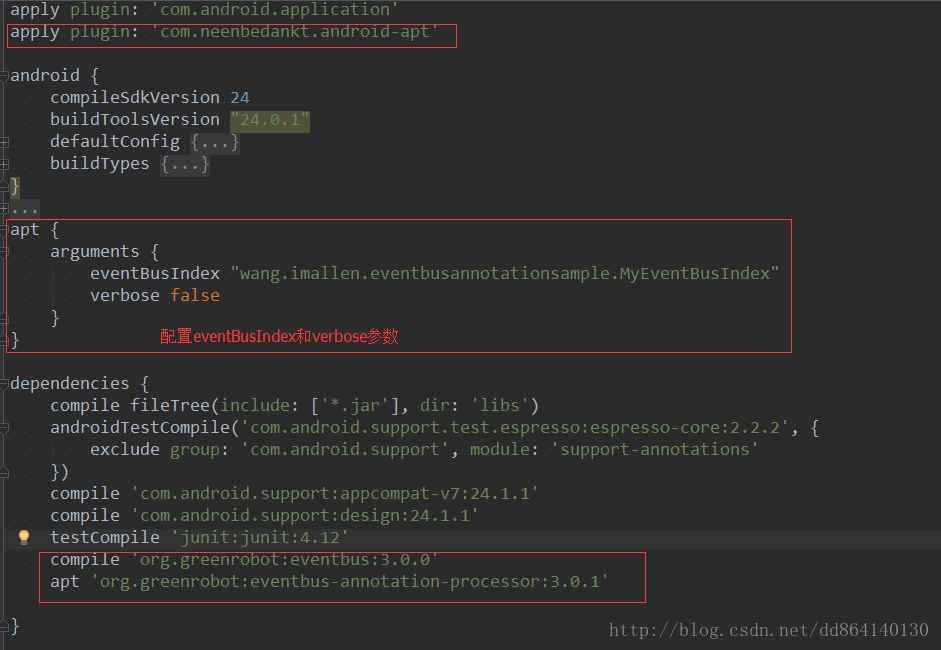 apply plugin: 'com.android.application'
apply plugin: 'com.neenbedankt.android-apt'
android {
compileSdkVersion 24
buildToolsVersion "24.0.1"
defaultConfig {...}
buildTypes {...}
}
...
apt {
arguments {
eventBusIndex "wang.imallen.eventbusannotationsample.MyEventBusIndex"
verbose false
}
配置eventBusIndex和verbose参数
}
dependencies {
compile fileTree(include: ['*.jar'], dir: 'libs')
androidTestCompile('com.android.support.test.espresso:espresso-core:2.2.2', {
exclude group: 'com.android.support', module: 'support-annotations'
})
compile 'com.android.support:appcompat-v7:24.1.1'
compile 'com.android.support:design:24.1.1'
testCompile 'junit:junit:4.12'
compile 'org.greenrobot:eventbus:3.0.0'
apt 'org.greenrobot:eventbus-annotation-processor:3.0.1'
}
http://blog.csdn.net/dd864140130